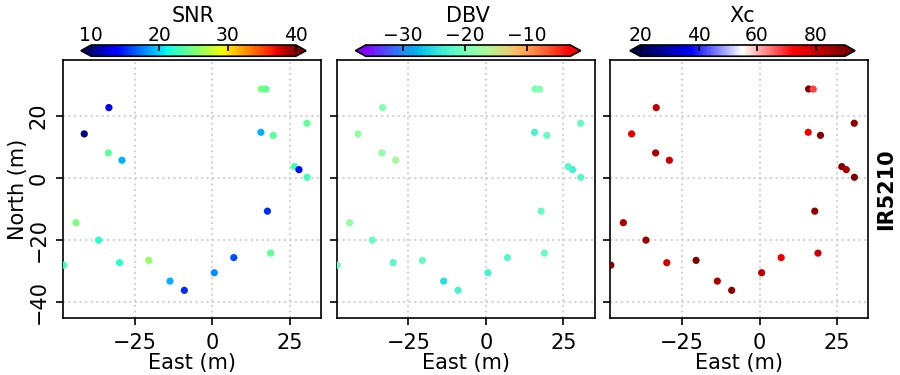 SNR DBV Xc
10 20 30 40 −30 −20 −10 20 40 60 80
20
0
−20
−40
North (m)
−25 0 25 −25 0 25 −25 0 25
East (m) East (m) East (m)
IR5210